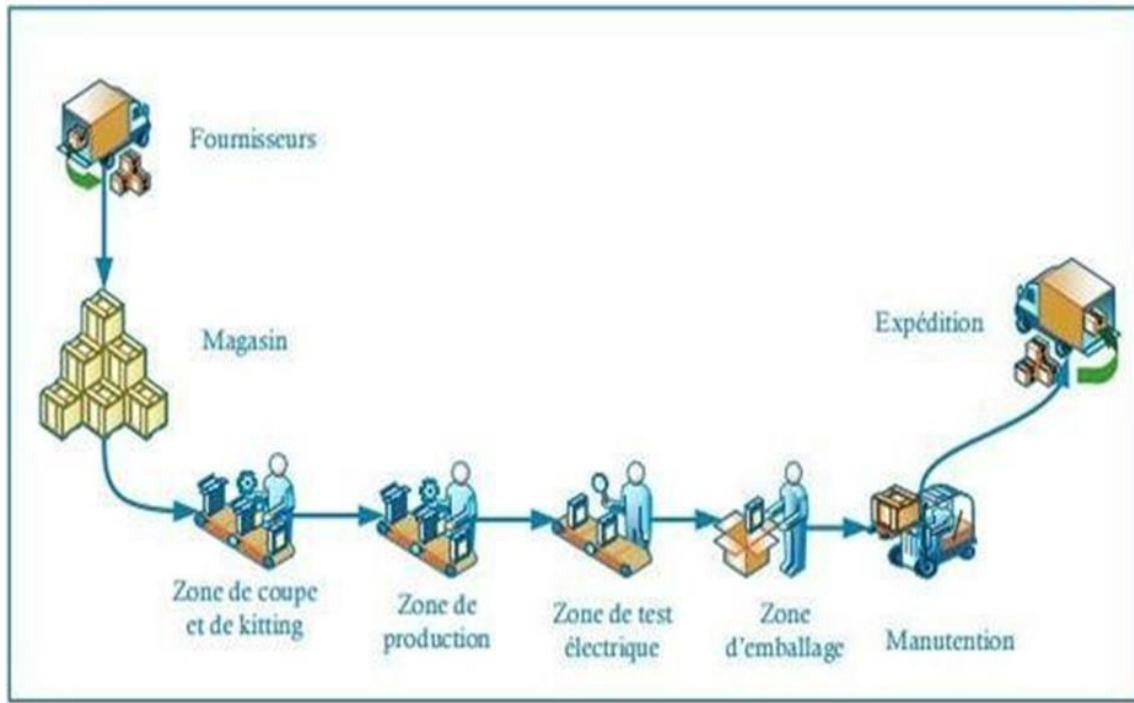 Fournisseurs
Magasin
Expédition
Zone de coupe
et de kitting
Zone de
production
Zone de test
électrique
Zone
d'emballage
Manutention